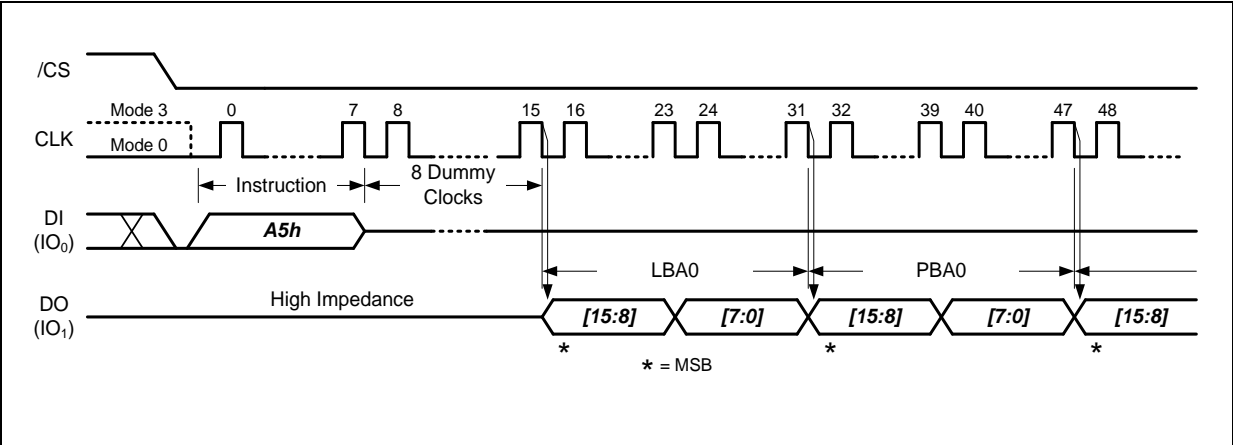 /CS
Mode 3 0 7 8 15 16 23 24 31 32 39 40 47 48
CLK
Mode 0
Instruction
8 Dummy
Clocks
DI
(IO₀)
A5h
LBA0 PBA0
DO
(IO₁)
High Impedance
[15:8] [7:0] [15:8] [7:0] [15:8]
* * *
* = MSB